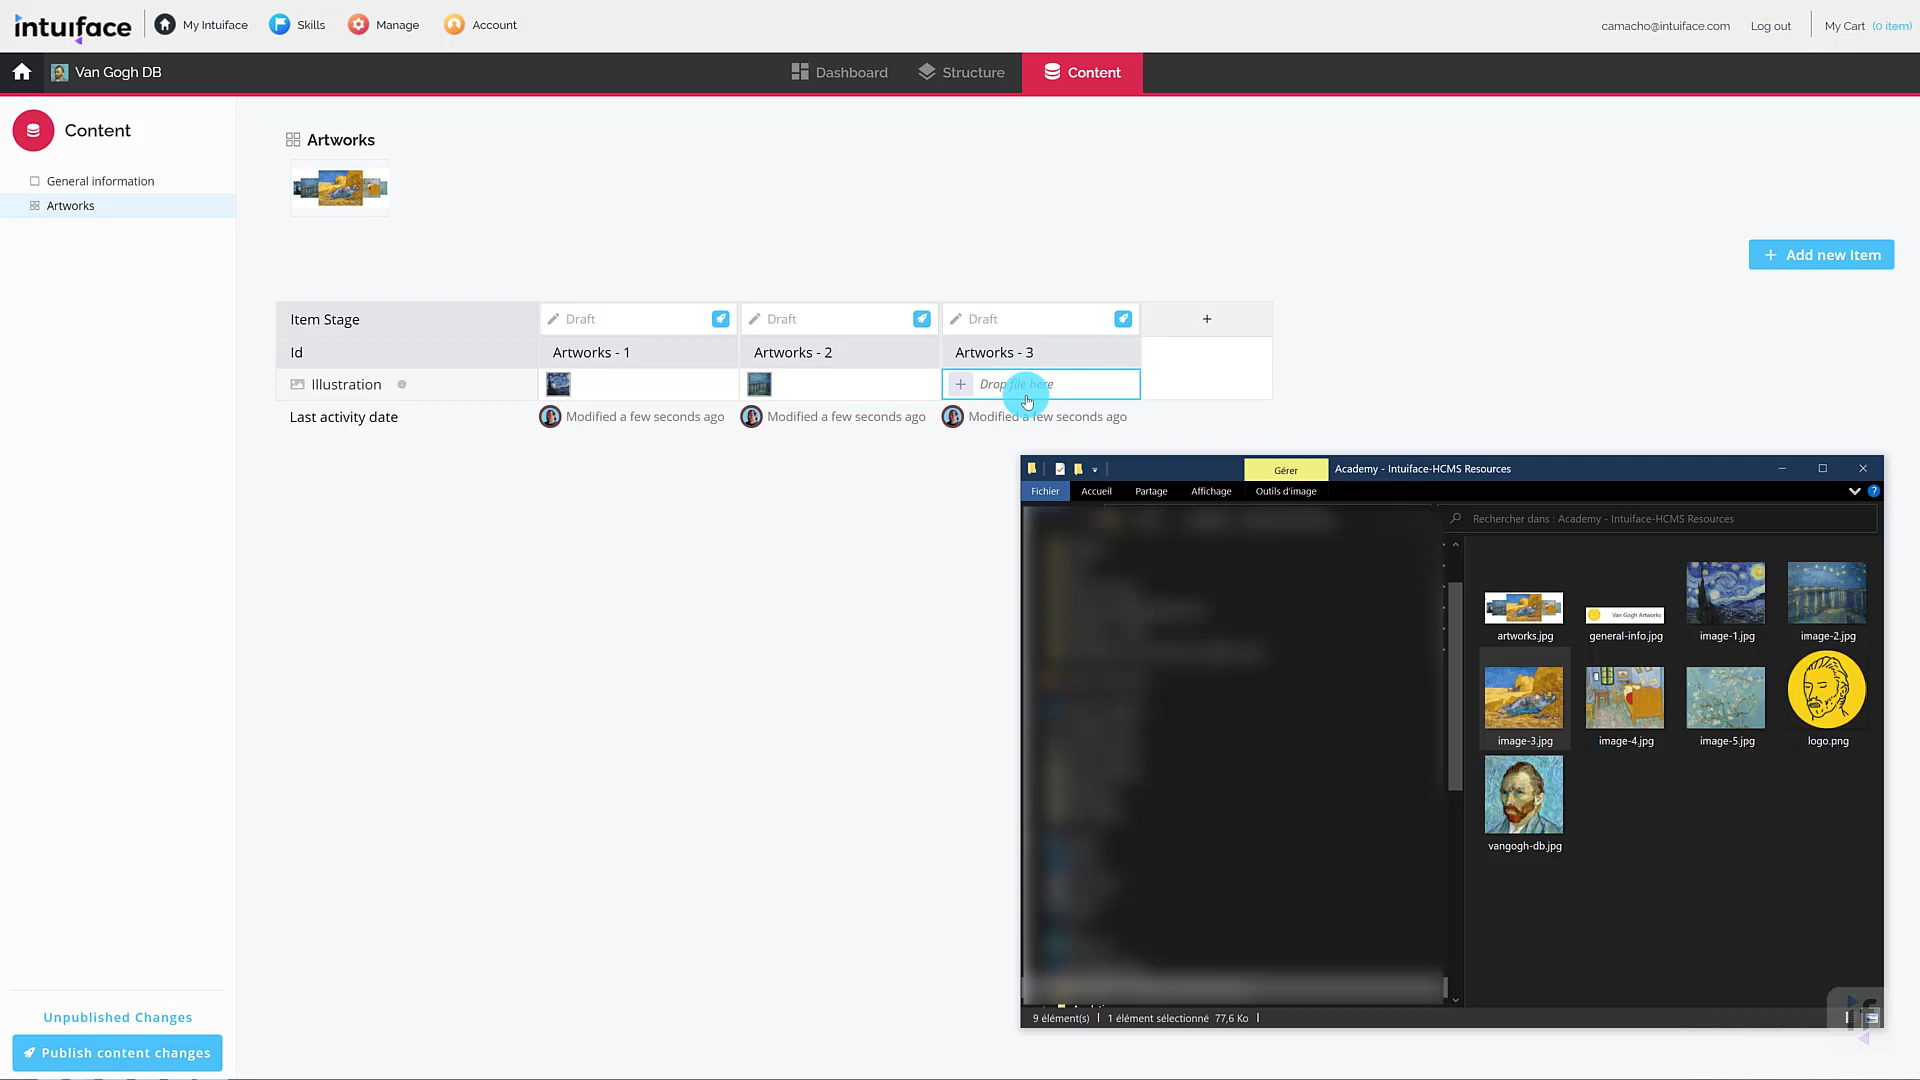 intuiface
My Intuiface
Skills
Manage
Account
camacho@intuiface.com
Log out
My Cart (0 item)
Van Gogh DB
Dashboard
Structure
Content
Content
General information
Artworks
Artworks
+ Add new Item
Item Stage
Draft
Draft
Draft
+
Id
Artworks - 1
Artworks - 2
Artworks - 3
Illustration
+ Drop file here
Last activity date
Modified a few seconds ago
Modified a few seconds ago
Modified a few seconds ago
Gérer
Academy - Intuiface-HCMS Resources
Fichier
Accueil
Partage
Affichage
Outils d'image
?
Rechercher dans : Academy - Intuiface-HCMS Resources
Van Gogh Artworks
artworks.jpg
general-info.jpg
image-1.jpg
image-2.jpg
image-3.jpg
image-4.jpg
image-5.jpg
logo.png
vangogh-db.jpg
9 élément(s)
1 élément sélectionné 77,6 Ko
if
Unpublished Changes
Publish content changes